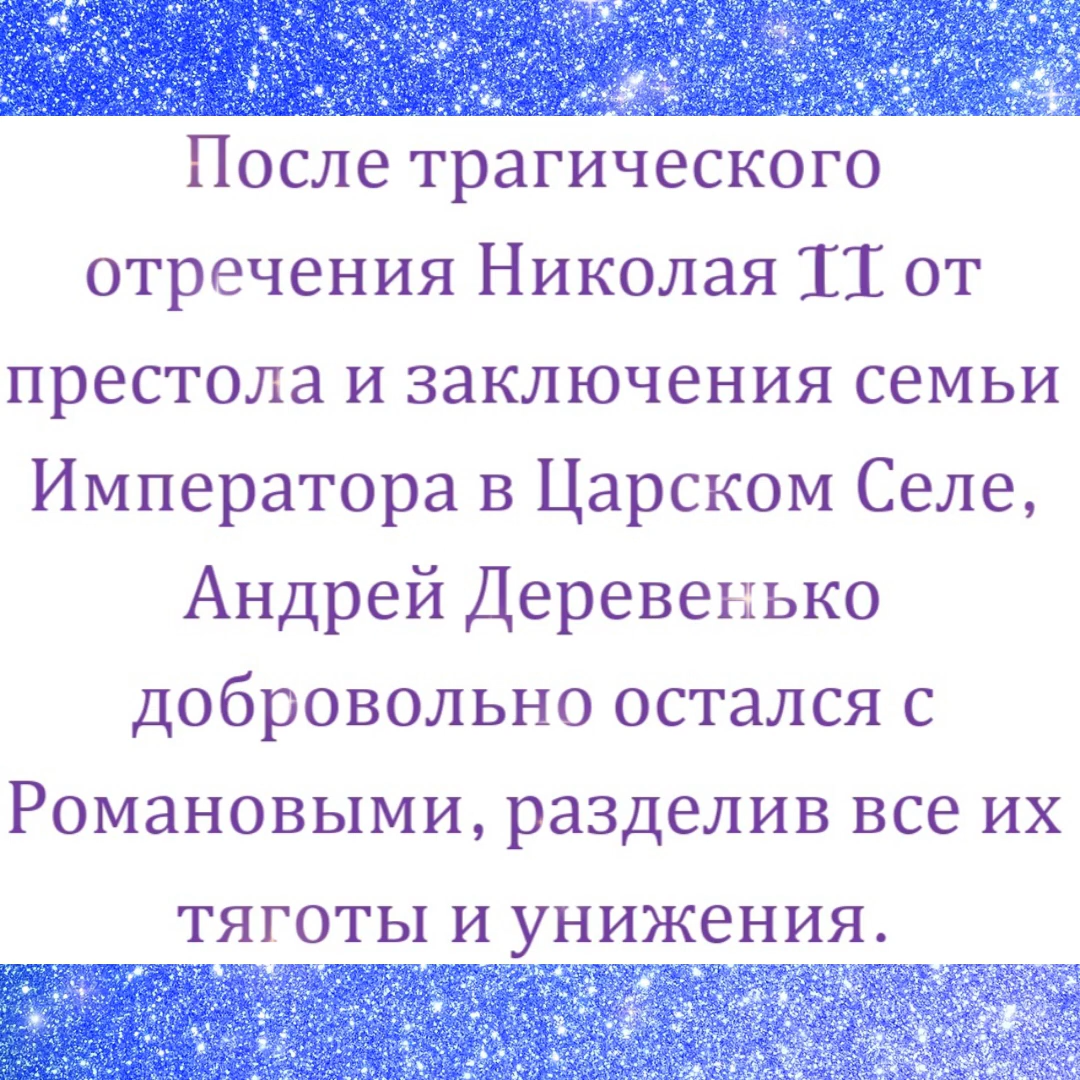 После трагического
отречения Николая II от
престола и заключения семьи
Императора в Царском Селе,
Андрей Деревенько
добровольно остался с
Романовыми, разделив все их
тяготы и унижения.